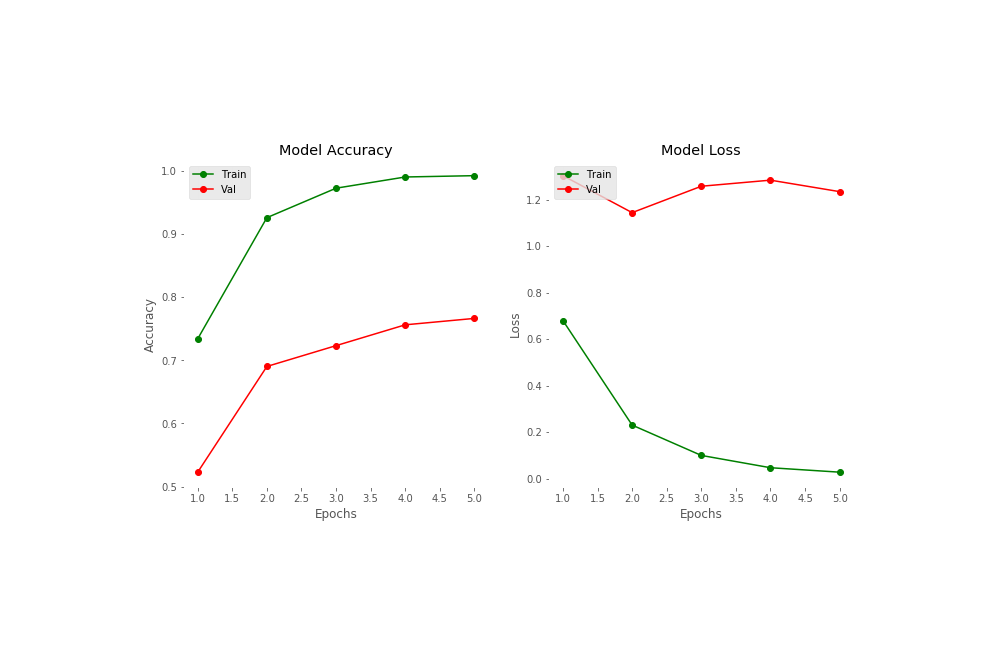 Model Accuracy
Train
Val
1.0
0.9
0.8
0.7
0.6
0.5
Accuracy
1.0 1.5 2.0 2.5 3.0 3.5 4.0 4.5 5.0
Epochs
Model Loss
Train
Val
1.2
1.0
0.8
0.6
0.4
0.2
0.0
Loss
1.0 1.5 2.0 2.5 3.0 3.5 4.0 4.5 5.0
Epochs